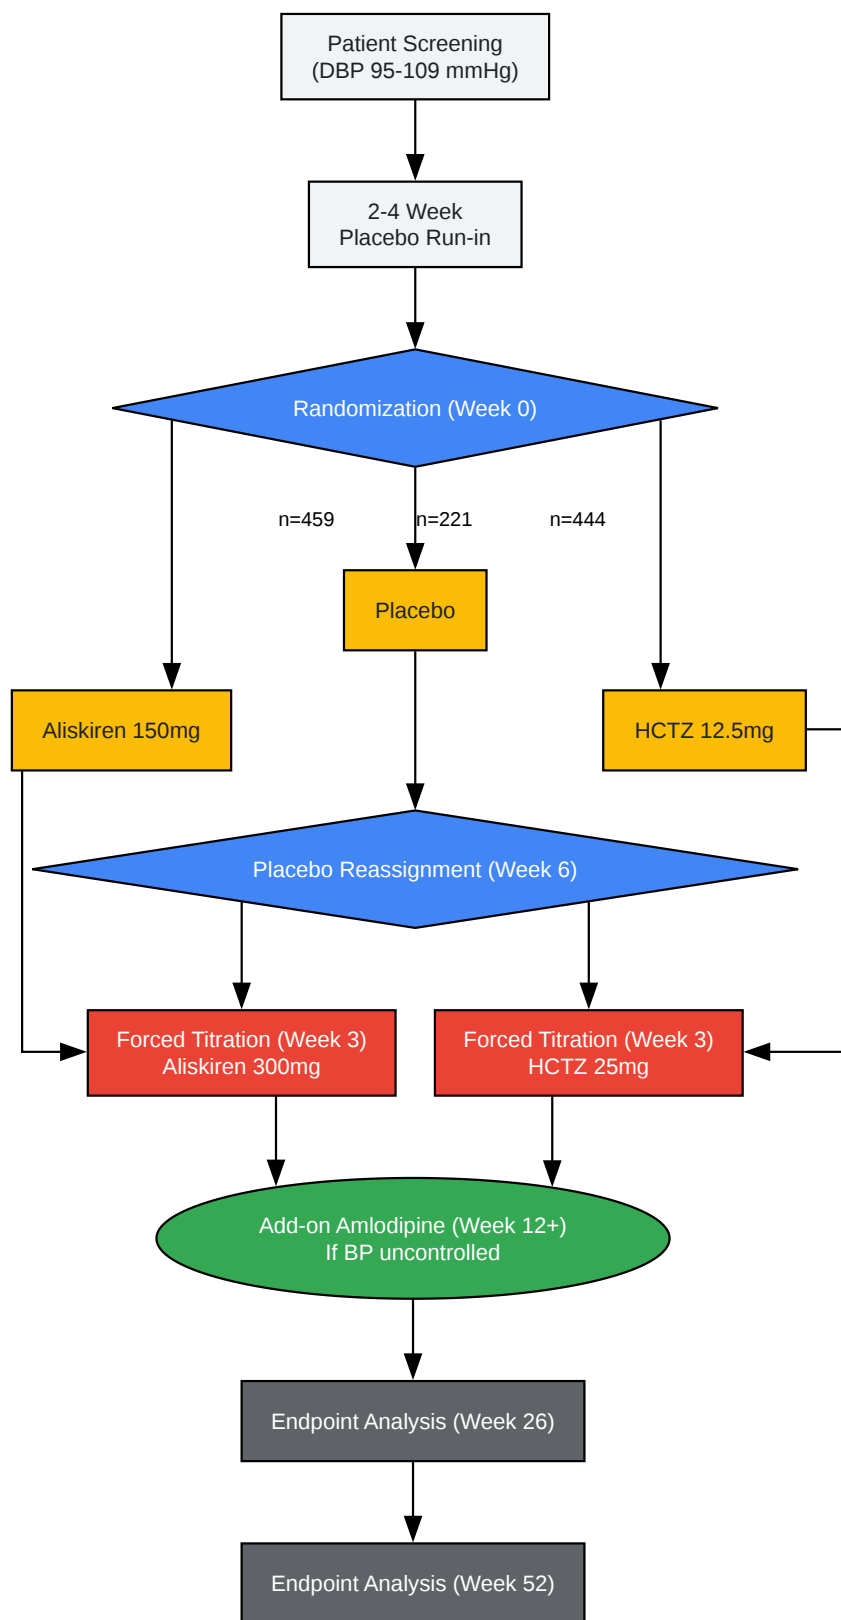 Patient Screening
(DBP 95-109 mmHg)
2-4 Week
Placebo Run-in
Randomization (Week 0)
n=459
n=221
n=444
Placebo
Aliskiren 150mg
HCTZ 12.5mg
Placebo Reassignment (Week 6)
Forced Titration (Week 3)
Aliskiren 300mg
Forced Titration (Week 3)
HCTZ 25mg
Add-on Amlodipine (Week 12+)
If BP uncontrolled
Endpoint Analysis (Week 26)
Endpoint Analysis (Week 52)